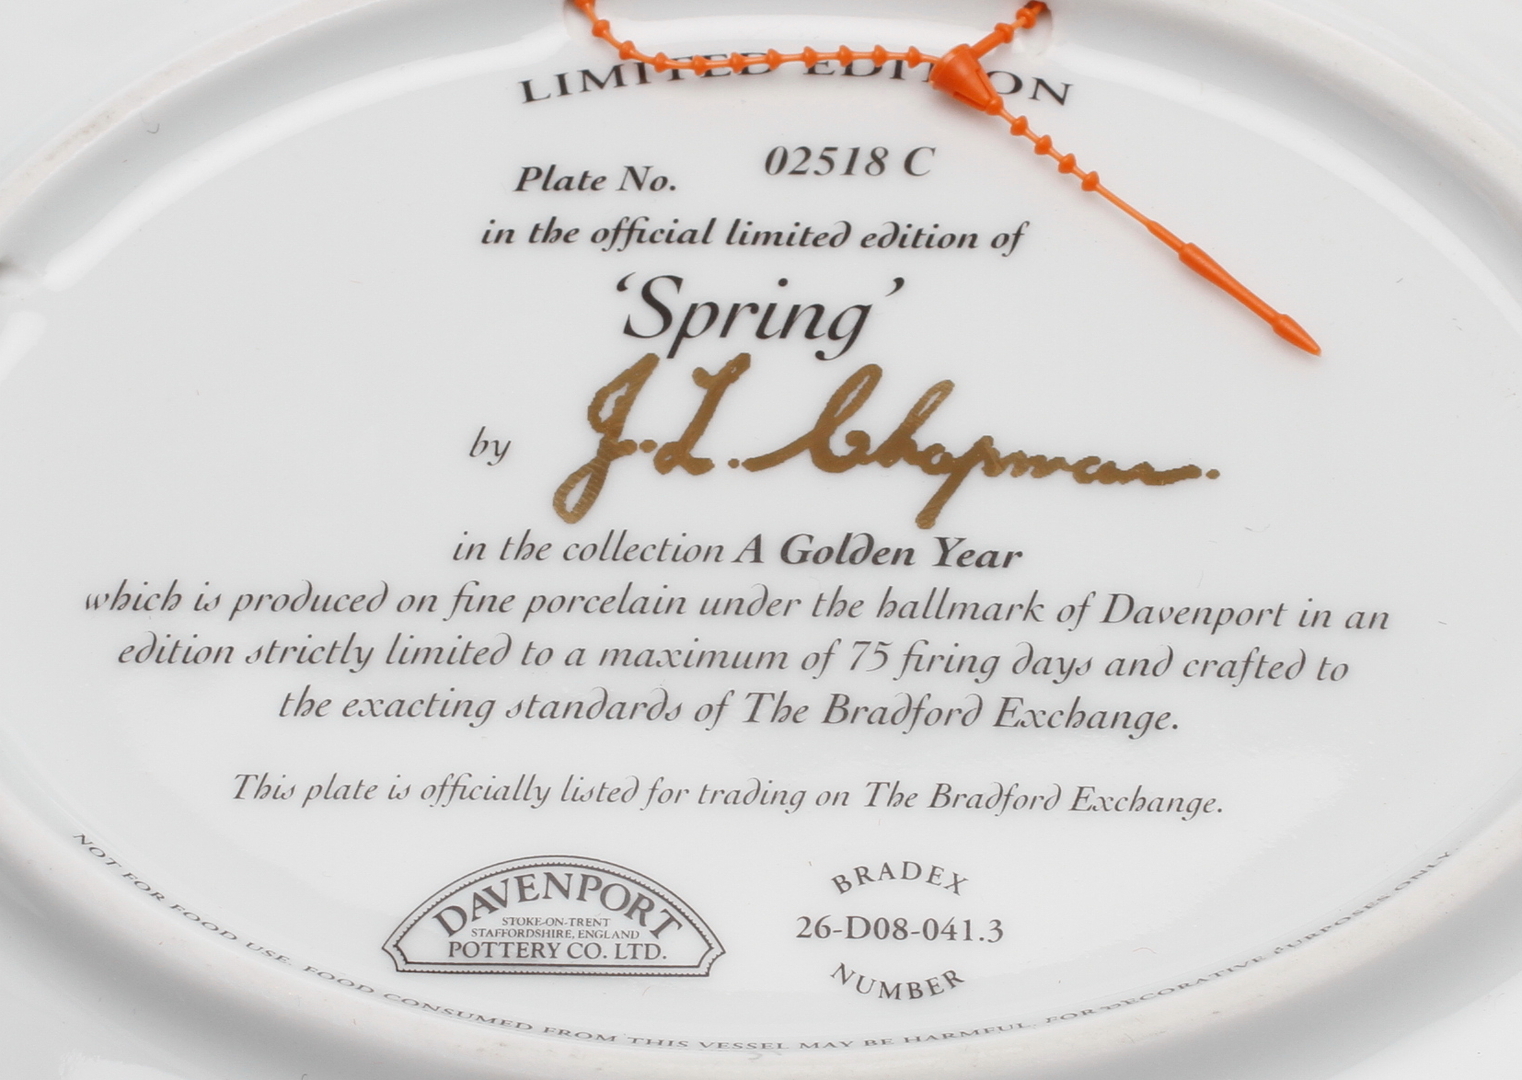 LIMITED EDITION
Plate No. 02518 C
in the official limited edition of
‘Spring’
by J. L. Chapman.
in the collection A Golden Year
which is produced on fine porcelain under the hallmark of Davenport in an
edition strictly limited to a maximum of 75 firing days and crafted to
the exacting standards of The Bradford Exchange.
This plate is officially listed for trading on The Bradford Exchange.
DAVENPORT
STOKE-ON-TRENT
STAFFORDSHIRE, ENGLAND
POTTERY CO. LTD.
BRADEX
26-D08-041.3
NUMBER
NOT FOR FOOD USE. FOOD CONSUMED FROM THIS VESSEL MAY BE HARMFUL. FOR DECORATIVE PURPOSES ONLY.